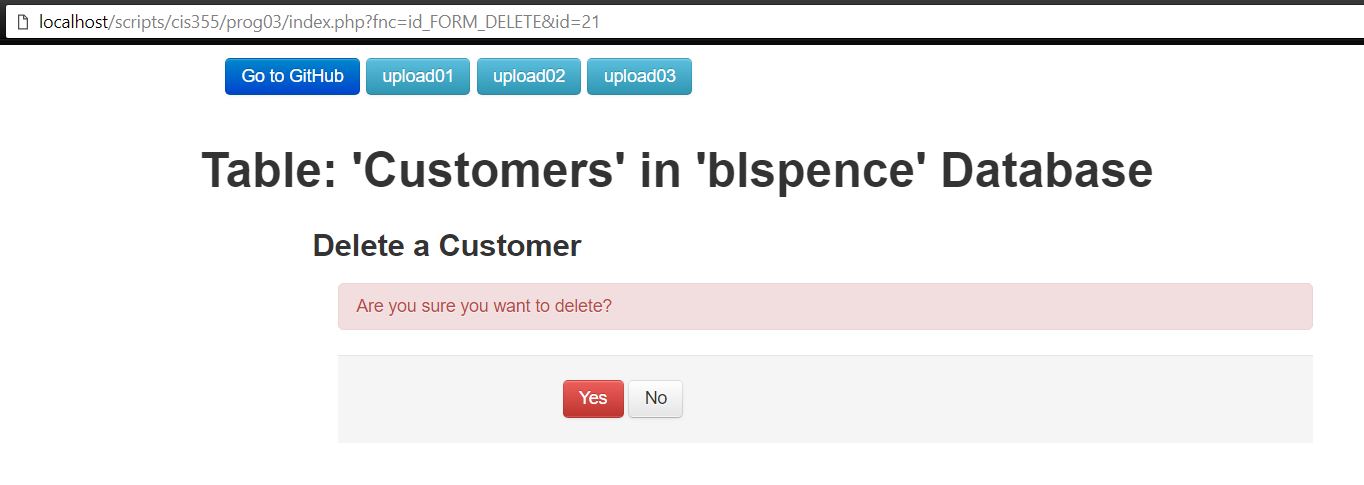 localhost/scripts/cis355/prog03/index.php?fnc=id_FORM_DELETE&id=21
Go to GitHub upload01 upload02 upload03
Table: 'Customers' in 'blspence' Database
Delete a Customer
Are you sure you want to delete?
Yes No